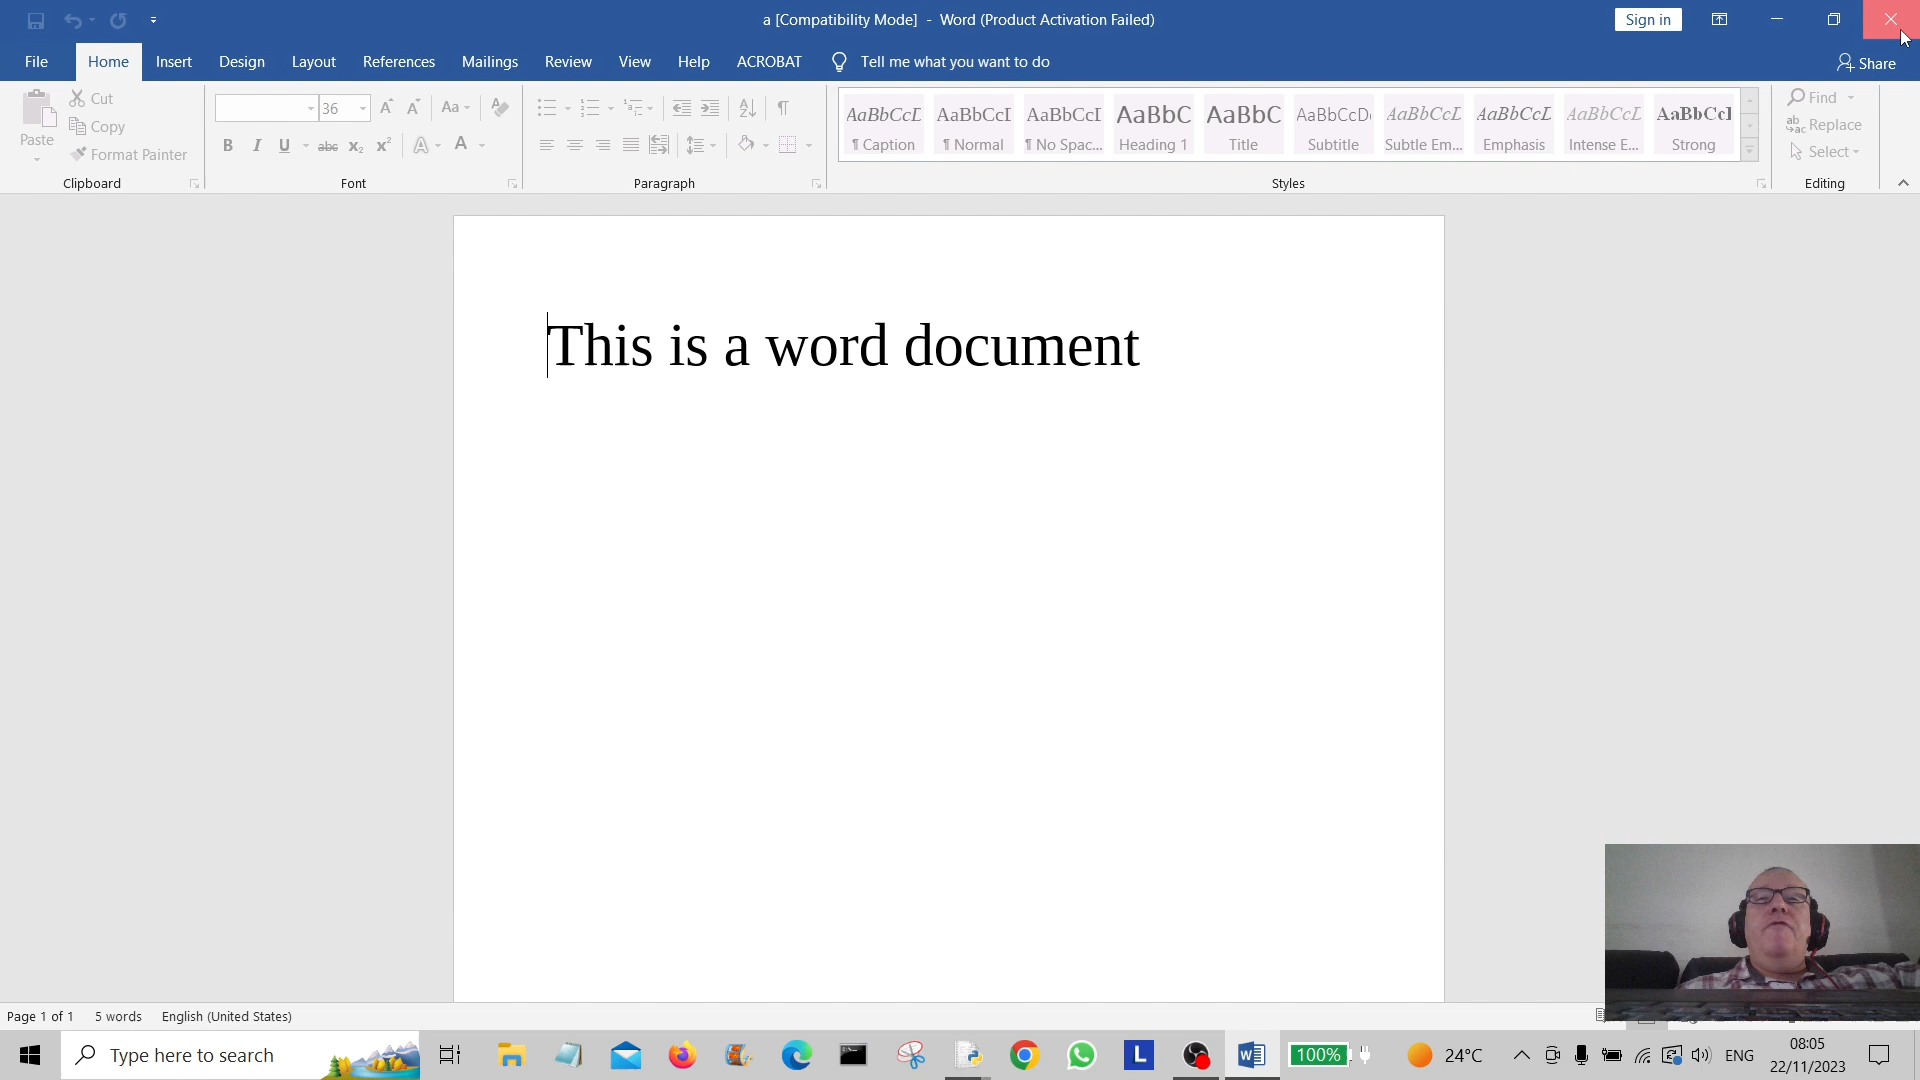 a [Compatibility Mode] - Word (Product Activation Failed)
Sign in
File Home Insert Design Layout References Mailings Review View Help ACROBAT Tell me what you want to do Share
Paste
Cut
Copy
Format Painter
Clipboard
36
Aa
B I U abc x₂ x²
A A
Font
Paragraph
AaBbCcL AaBbCcI AaBbCcI AaBbC AaBbC AaBbCcD AaBbCcL AaBbCcL AaBbCcL AaBbCcI
¶ Caption ¶ Normal ¶ No Spac... Heading 1 Title Subtitle Subtle Em... Emphasis Intense E... Strong
Styles
Find
Replace
Select
Editing
This is a word document
Page 1 of 1 5 words English (United States)
Type here to search
L
100%
24°C
ENG
08:05
22/11/2023